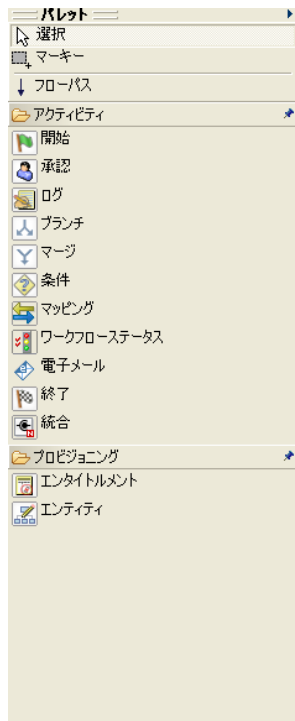 パレット
選択
マーキー
フローパス
アクティビティ
開始
承認
ログ
ブランチ
マージ
条件
マッピング
ワークフローステータス
電子メール
終了
統合
プロビジョニング
エンタイトルメント
エンティティ